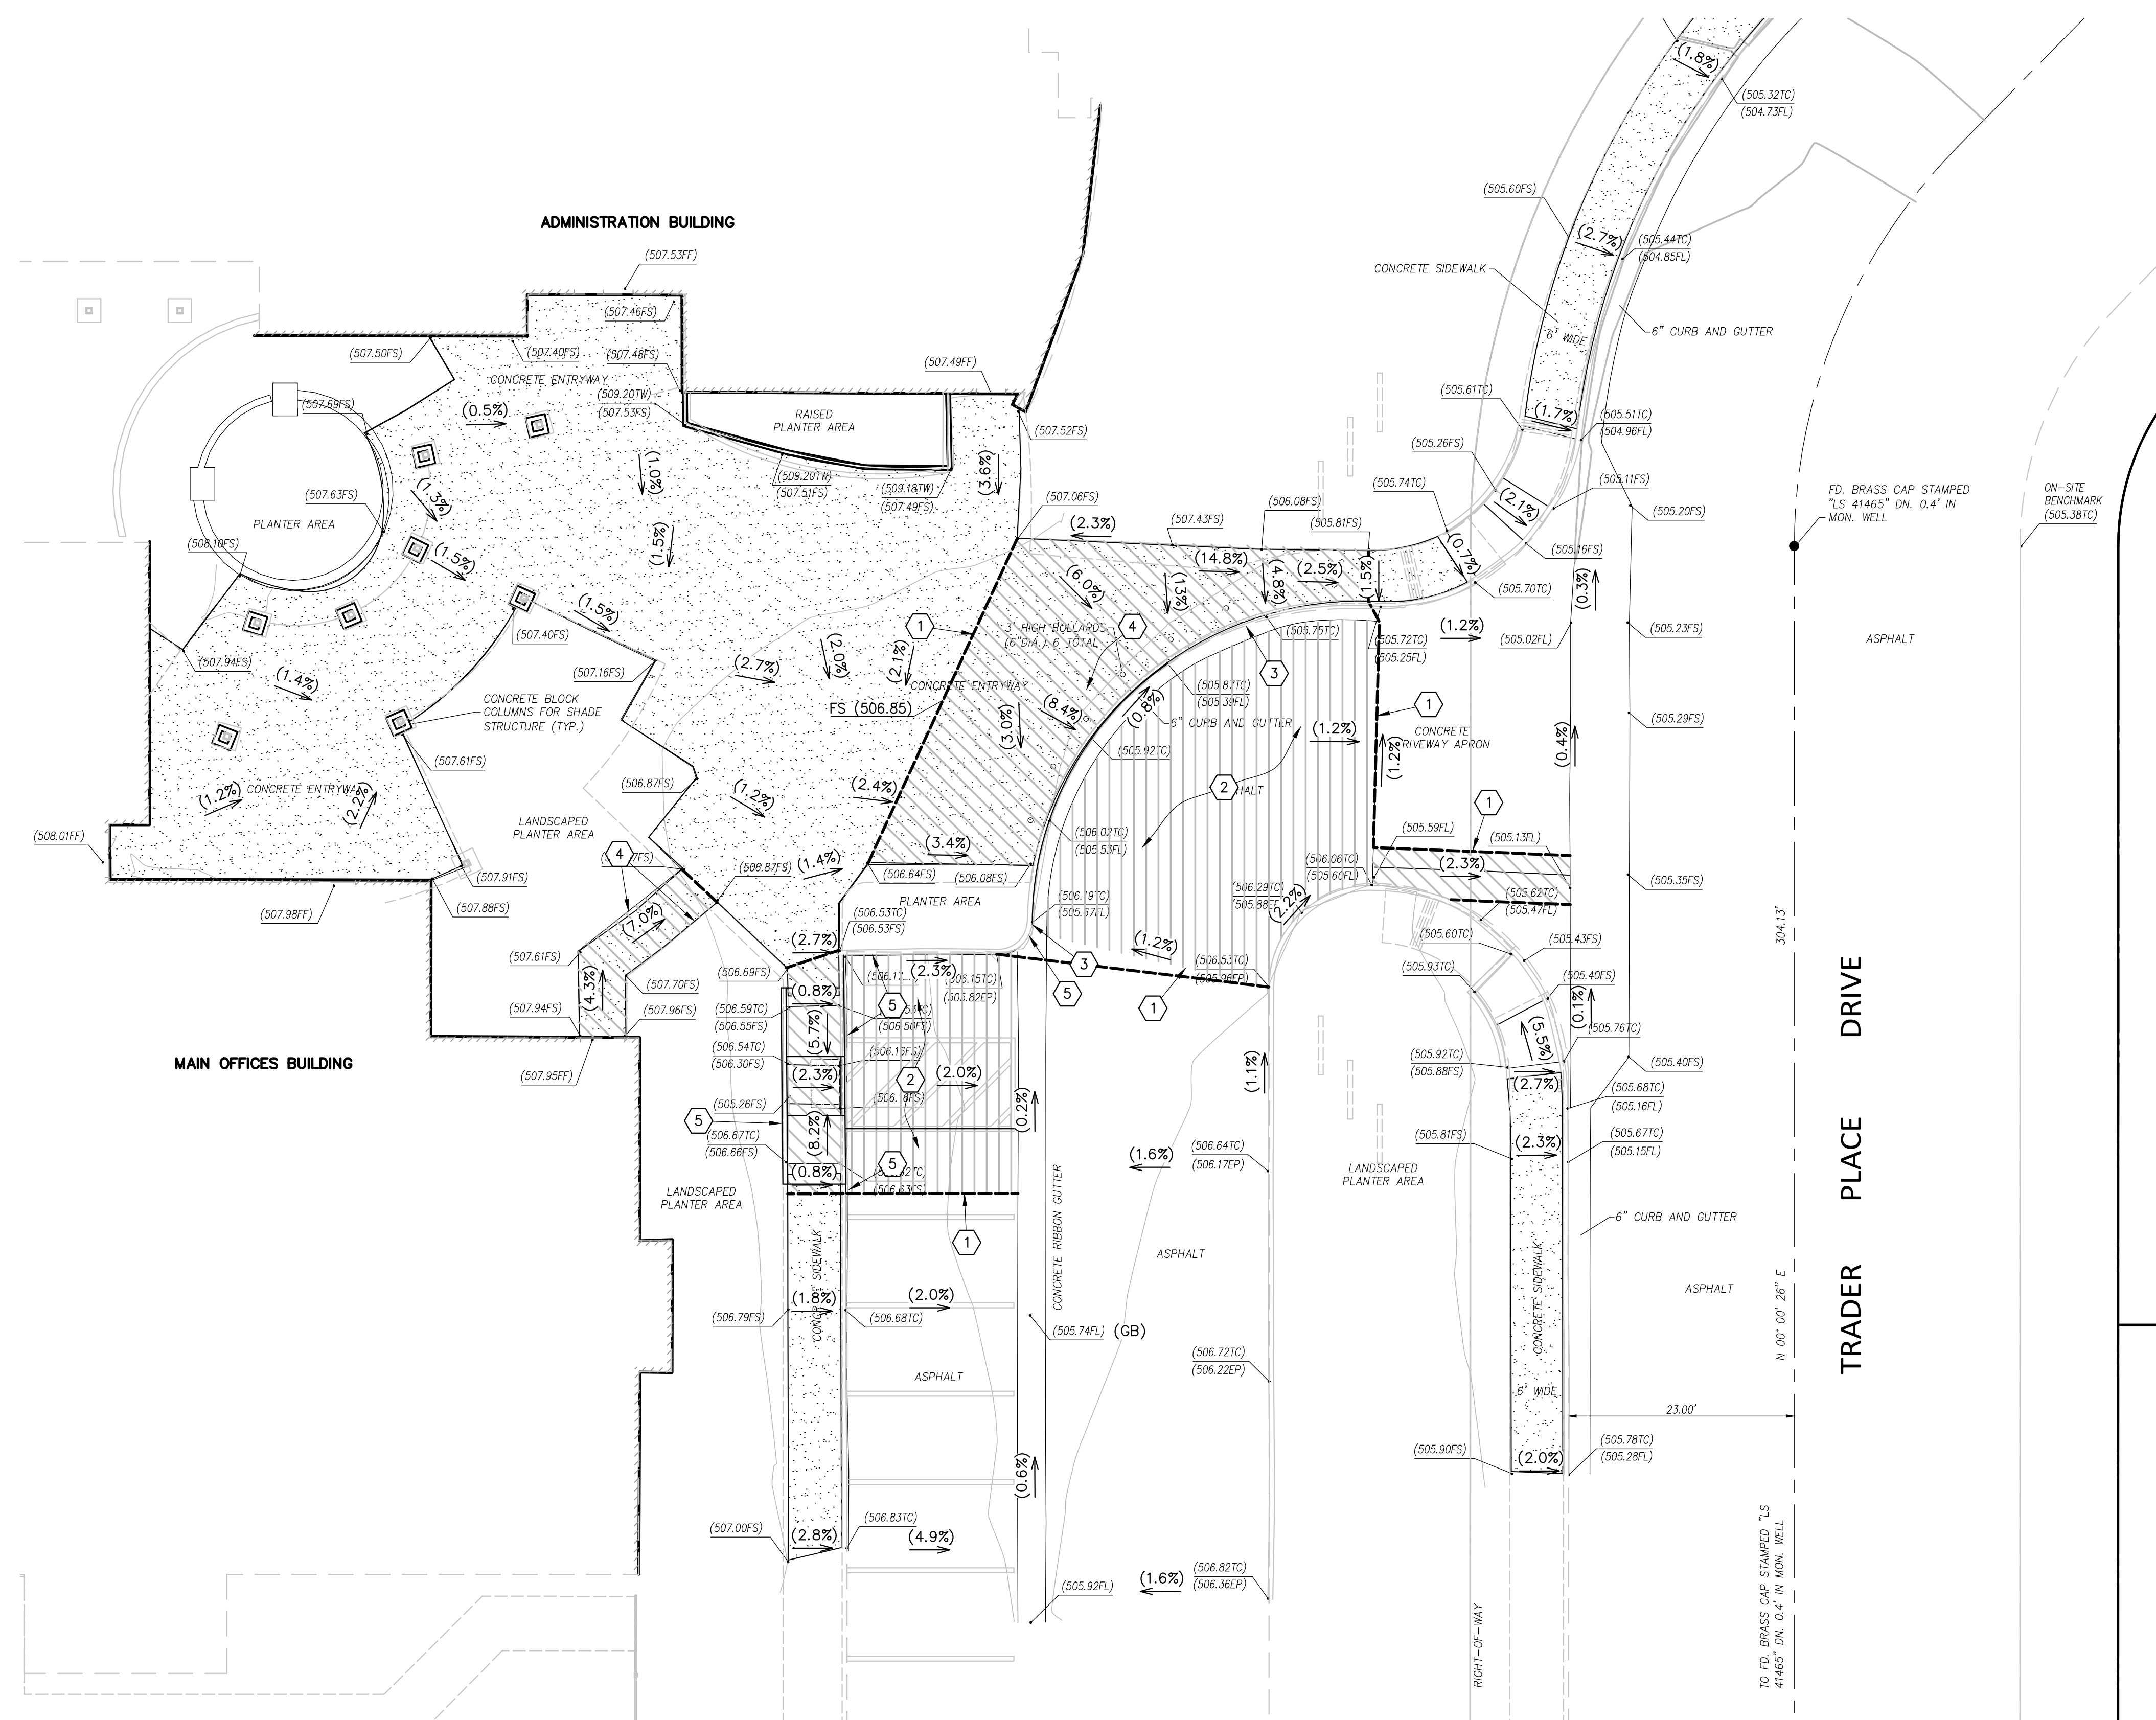 (1.8%)
(505.32TC)
(504.73FL)
(505.60FS)
ADMINISTRATION BUILDING
(2.7%)
(505.44TC)
(504.85FL)
(507.53FF)
CONCRETE SIDEWALK
(507.46FS)
6" CURB AND GUTTER
6' WIDE
(507.50FS)
(507.40FS)
(507.48FS)
(507.49FF)
CONCRETE ENTRYWAY
(509.20TW)
(507.53FS)
(505.61TC)
(507.69FS)
(0.5%)
RAISED
PLANTER AREA
(1.7%)
(505.51TC)
(504.96FL)
(507.52FS)
(505.26FS)
(1.0%)
(3.6%)
(509.20TW)
(507.51FS)
(509.18TW)
(507.49FS)
(505.74TC)
(505.11FS)
(507.63FS)
(1.3%)
(507.06FS)
(506.08FS)
(2.1%)
(505.20FS)
FD. BRASS CAP STAMPED
"LS 41465" DN. 0.4' IN
MON. WELL
ON-SITE
BENCHMARK
(505.38TC)
PLANTER AREA
(2.3%)
(507.43FS)
(505.81FS)
(508.10FS)
(1.5%)
(1.5%)
(0.7%)
(505.16FS)
(14.8%)
(2.5%)
(6.0%)
(13%)
(4.8%)
(1.5%)
(505.70TC)
(0.3%)
(1.5%)
(507.40FS)
1
3' HIGH BOLLARDS
(6"DIA.), 6 TOTAL
4
(505.75TC)
(505.72TC)
(505.25FL)
(1.2%)
(505.02FL)
(505.23FS)
ASPHALT
(507.94FS)
(507.16FS)
(2.7%)
(2.0%)
(2.1%)
3
(1.4%)
CONCRETE BLOCK
COLUMNS FOR SHADE
STRUCTURE (TYP.)
CONCRETE ENTRYWAY
FS (506.85)
(8.4%)
(0.8%)
(505.87TC)
(505.39FL)
(3.0%)
6" CURB AND GUTTER
(1.2%)
1
(505.29FS)
CONCRETE
RIVEWAY APRON
(507.61FS)
(505.92TC)
(1.2%)
(0.4%)
(1.2%)
CONCRETE ENTRYWA
(2.2%)
(506.87FS)
(1.2%)
(2.4%)
2
HALT
1
LANDSCAPED
PLANTER AREA
(508.01FF)
(506.02TC)
(505.53FL)
(505.59FL)
(505.13FL)
4
(3.4%)
(506.06TC)
(505.60FL)
(2.3%)
(507.91FS)
(506.87FS)
(1.4%)
(506.64FS)
(506.08FS)
(505.35FS)
(507.98FF)
(507.88FS)
(7.0%)
PLANTER AREA
(506.19TC)
(505.67FL)
(506.29TC)
(2.2%)
(505.62TC)
(505.47FL)
(506.53TC)
(506.53FS)
304.13'
(507.61FS)
(2.7%)
(1.2%)
(505.60TC)
(505.43FS)
(506.69FS)
(2.3%)
3
(506.53TC)
(505.96EP)
(505.93TC)
(507.70FS)
(4.3%)
(506.15TC)
(505.82EP)
5
1
(505.40FS)
(507.94FS)
(507.96FS)
(0.8%)
5
(506.59TC)
(506.55FS)
(506.50FS)
(0.1%)
(5.7%)
(5.5%)
(505.76TC)
MAIN OFFICES BUILDING
(506.54TC)
(506.30FS)
(506.16FS)
(505.92TC)
(505.88FS)
(505.40FS)
(507.95FF)
(2.3%)
2
(2.0%)
(1.1%)
(2.7%)
(505.68TC)
(505.16FL)
(505.26FS)
(0.2%)
5
(506.67TC)
(506.66FS)
(8.2%)
(505.81FS)
(2.3%)
(505.67TC)
(505.15FL)
5
(1.6%)
(506.64TC)
(506.17EP)
(0.8%)
(506.63FS)
LANDSCAPED
PLANTER AREA
LANDSCAPED
PLANTER AREA
6" CURB AND GUTTER
1
CONCRETE RIBBON GUTTER
ASPHALT
CONCRETE SIDEWALK
CONCRETE SIDEWALK
ASPHALT
(506.79FS)
(1.8%)
(2.0%)
(506.68TC)
(505.74FL) (GB)
N 00° 00' 26" E
TRADER PLACE DRIVE
(506.72TC)
(506.22EP)
ASPHALT
6' WIDE
23.00'
(505.90FS)
(2.0%)
(505.78TC)
(505.28FL)
(0.6%)
(507.00FS)
(2.8%)
(506.83TC)
(4.9%)
(505.92FL)
(1.6%)
(506.82TC)
(506.36EP)
RIGHT-OF-WAY
TO FD. BRASS CAP STAMPED "LS
41465" DN. 0.4' IN MON. WELL